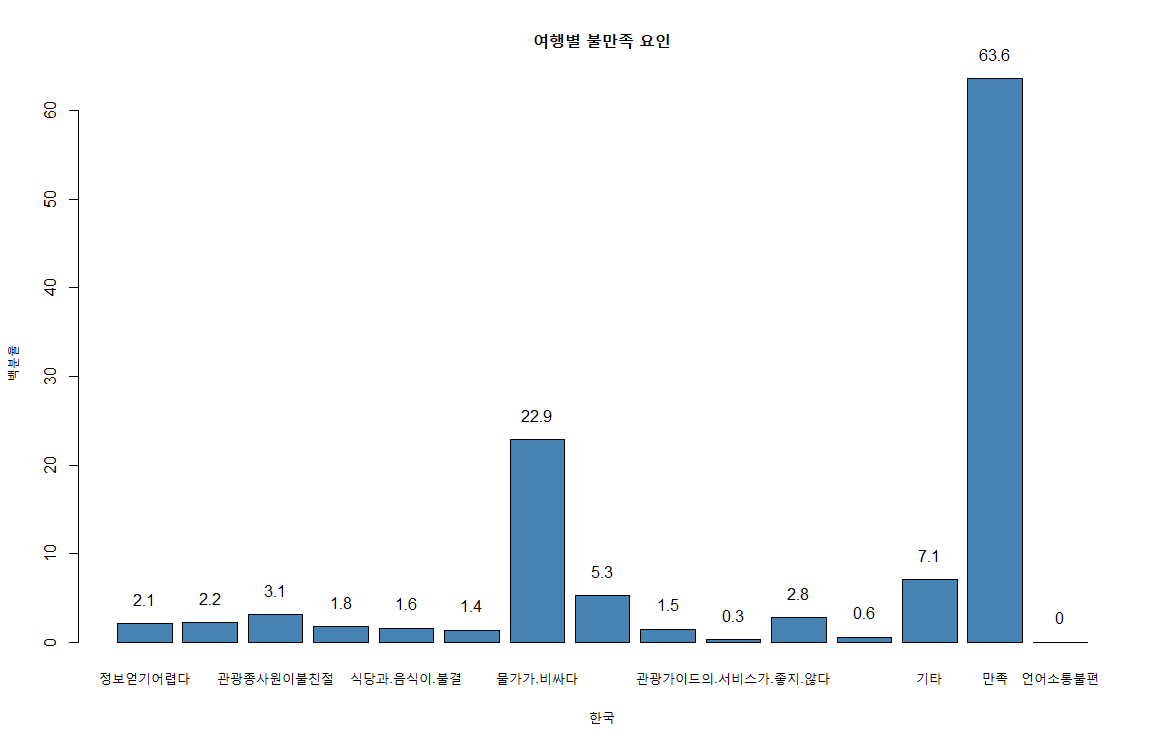 여행별 불만족 요인
백분율
60
50
40
30
20
10
0
2.1 2.2 3.1 1.8 1.6 1.4 22.9 5.3 1.5 0.3 2.8 0.6 7.1 63.6 0
정보얻기어렵다 관광종사원이불친절 식당과.음식이.불결 물가가.비싸다 관광가이드의.서비스가.좋지.않다 기타 만족 언어소통불편
한국